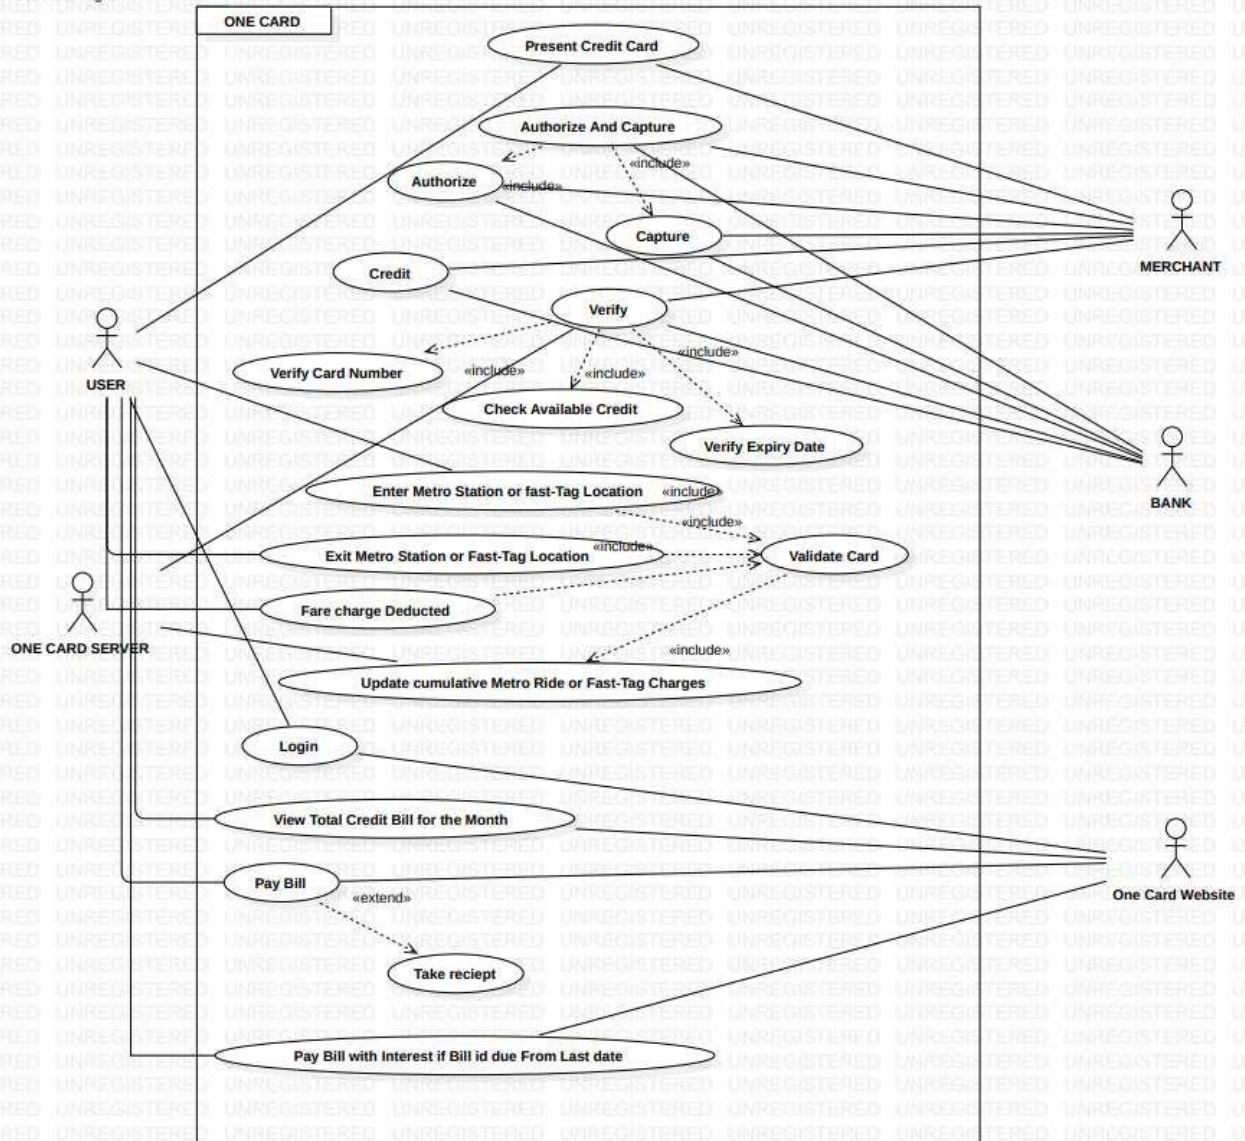 ONE CARD
Present Credit Card
Authorize And Capture
«include»
Authorize
«include»
Capture
MERCHANT
Credit
Verify
«include»
USER
Verify Card Number
«include»
«include»
Check Available Credit
Verify Expiry Date
Enter Metro Station or fast-Tag Location
«include»
BANK
«include»
Exit Metro Station or Fast-Tag Location
«include»
Validate Card
Fare charge Deducted
ONE CARD SERVER
«include»
Update cumulative Metro Ride or Fast-Tag Charges
Login
View Total Credit Bill for the Month
Pay Bill
«extend»
One Card Website
Take reciept
Pay Bill with Interest if Bill id due From Last date
UNREGISTERED